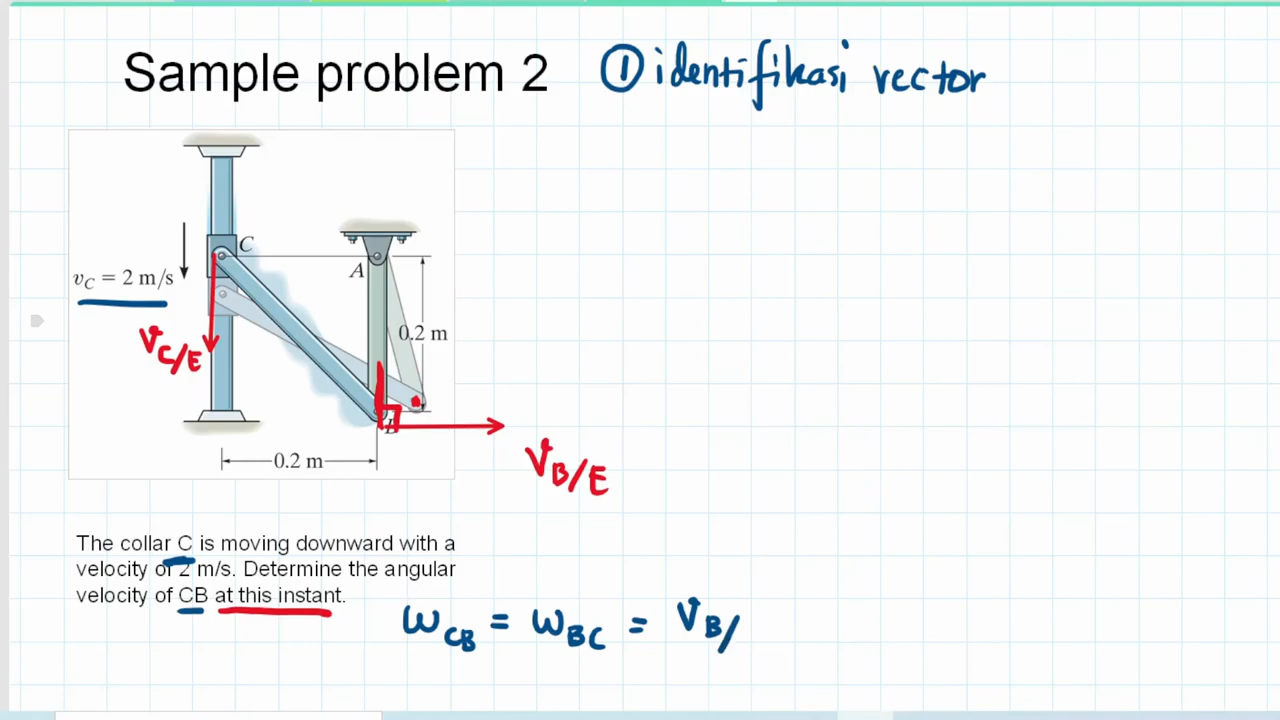 Sample problem 2 ① identifikasi vector
C
A
v_C = 2 m/s
0.2 m
V_C/E
B
V_B/E
0.2 m
The collar C is moving downward with a
velocity of 2 m/s. Determine the angular
velocity of CB at this instant.
ω_CB = ω_BC = V_B/